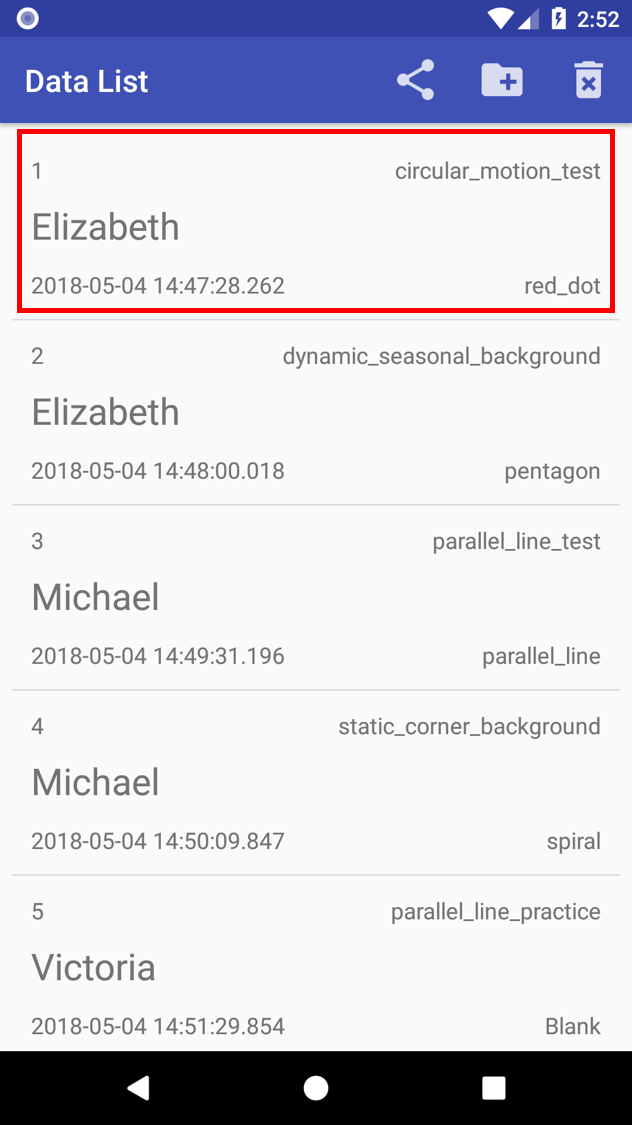 2:52
Data List
1 circular_motion_test
Elizabeth
2018-05-04 14:47:28.262 red_dot
2 dynamic_seasonal_background
Elizabeth
2018-05-04 14:48:00.018 pentagon
3 parallel_line_test
Michael
2018-05-04 14:49:31.196 parallel_line
4 static_corner_background
Michael
2018-05-04 14:50:09.847 spiral
5 parallel_line_practice
Victoria
2018-05-04 14:51:29.854 Blank